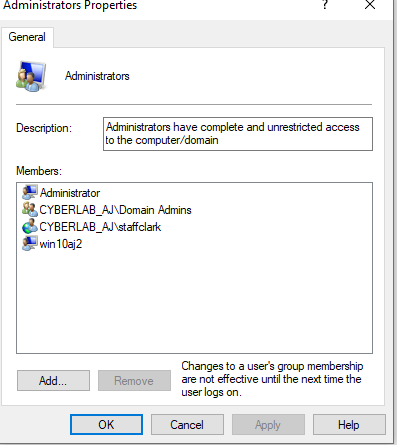 Administrators Properties
?
X
General
Administrators
Description:
Administrators have complete and unrestricted access
to the computer/domain
Members:
Administrator
CYBERLAB_AJ\Domain Admins
CYBERLAB_AJ\staffclark
win10aj2
Add...
Remove
Changes to a user's group membership
are not effective until the next time the
user logs on.
OK
Cancel
Apply
Help